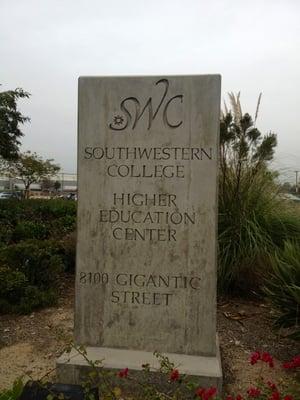 SWC
SOUTHWESTERN
COLLEGE
HIGHER
EDUCATION
CENTER
8100 GIGANTIC
STREET